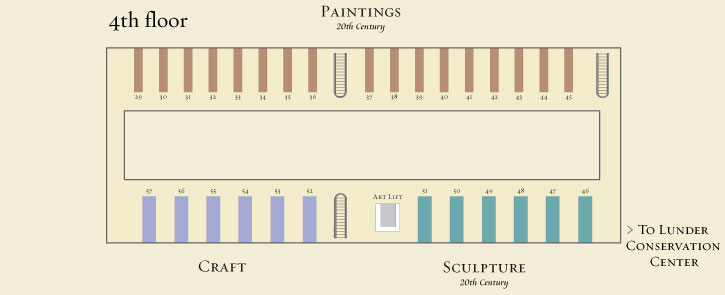 4th floor
Paintings
20th Century
29 30 31 32 33 34 35 36 37 38 39 40 41 42 43 44 45
57 56 55 54 53 52 Art Lift 51 50 49 48 47 46
> To Lunder
Conservation
Center
Craft
Sculpture
20th Century